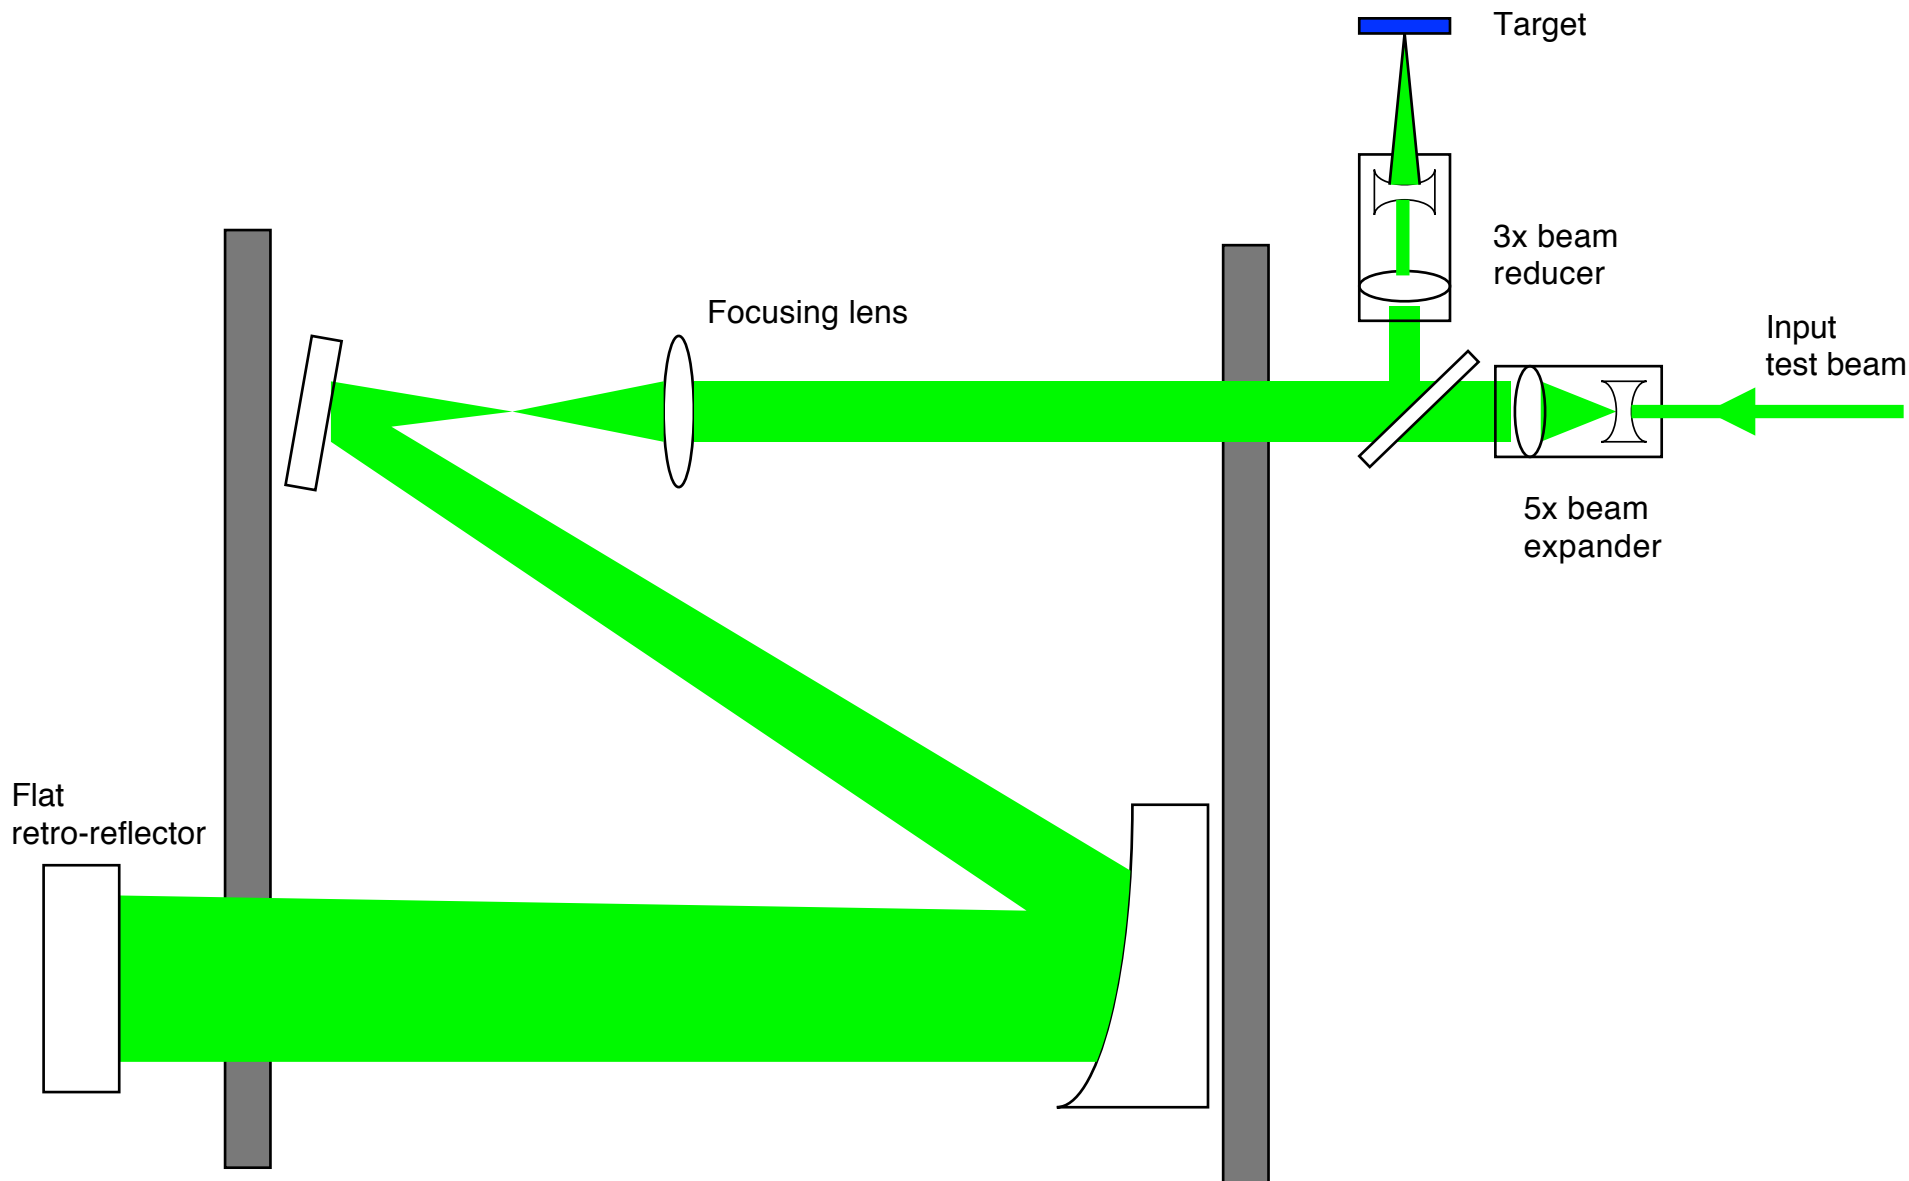 Target
3x beam
reducer
Input
test beam
Focusing lens
5x beam
expander
Flat
retro-reflector